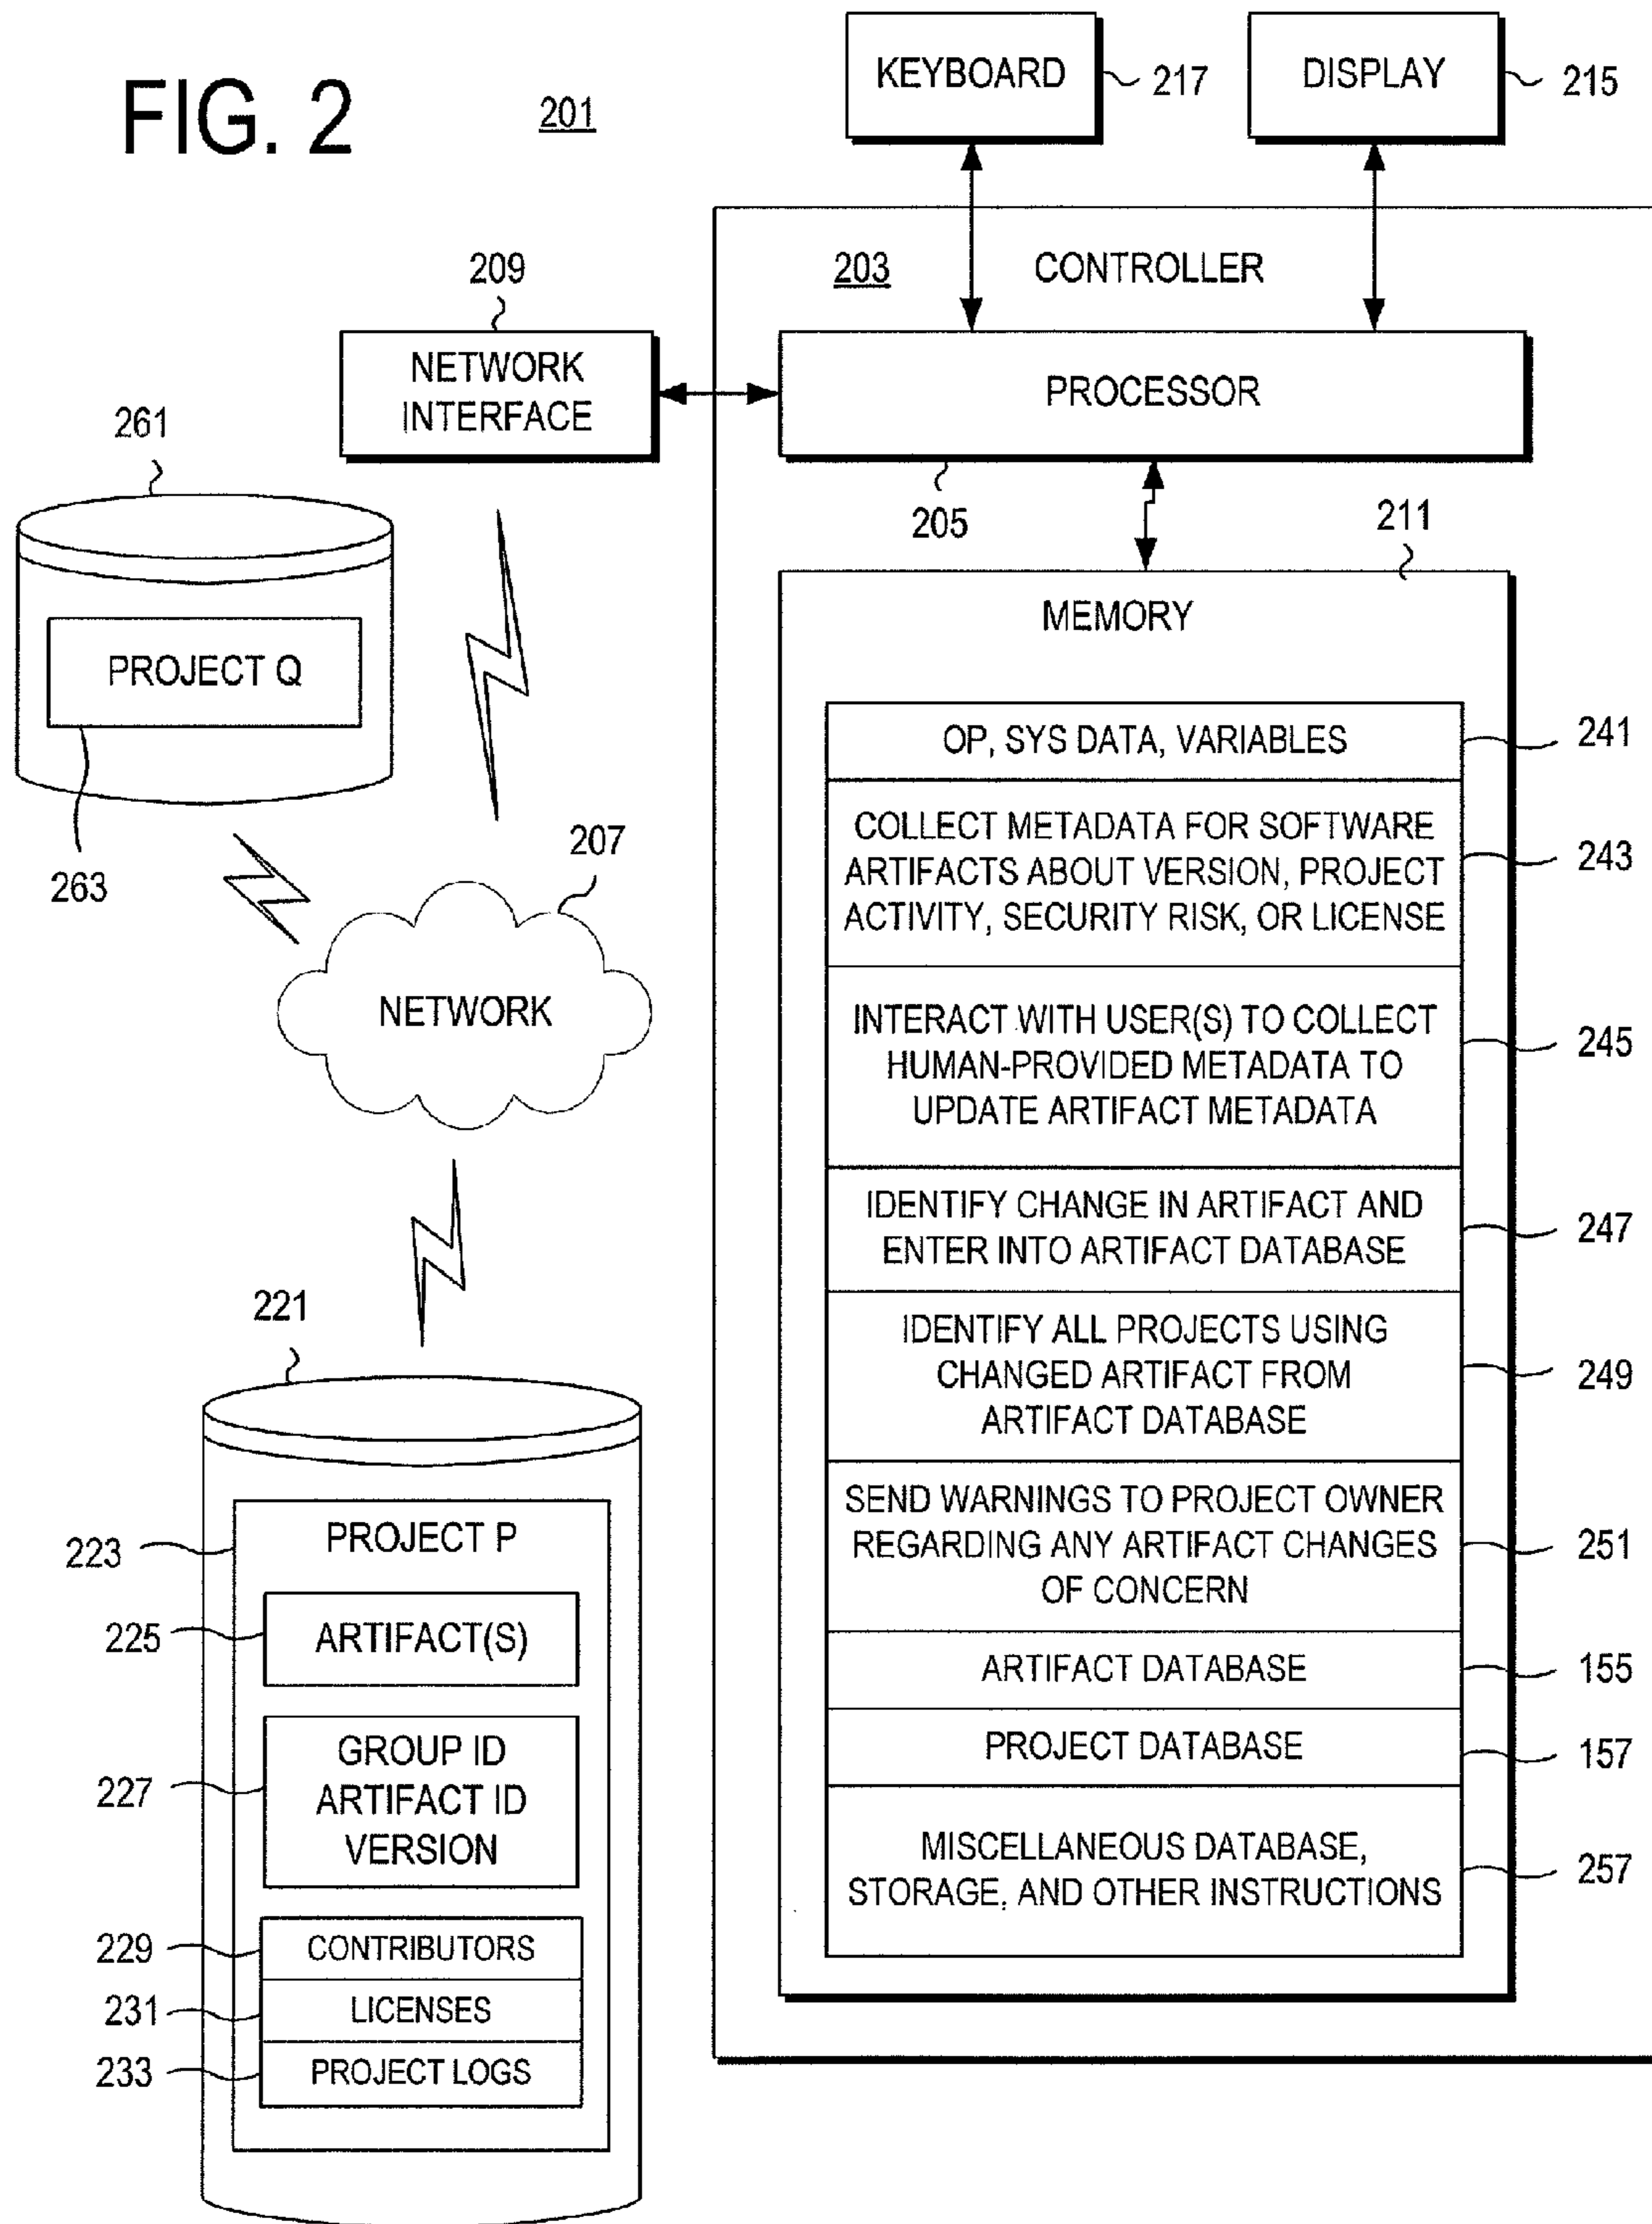 FIG. 2
201
KEYBOARD
217
DISPLAY
215
203
CONTROLLER
209
NETWORK
INTERFACE
PROCESSOR
205
261
PROJECT Q
263
207
NETWORK
211
MEMORY
OP, SYS DATA, VARIABLES
241
COLLECT METADATA FOR SOFTWARE
ARTIFACTS ABOUT VERSION, PROJECT
ACTIVITY, SECURITY RISK, OR LICENSE
243
INTERACT WITH USER(S) TO COLLECT
HUMAN-PROVIDED METADATA TO
UPDATE ARTIFACT METADATA
245
IDENTIFY CHANGE IN ARTIFACT AND
ENTER INTO ARTIFACT DATABASE
247
IDENTIFY ALL PROJECTS USING
CHANGED ARTIFACT FROM
ARTIFACT DATABASE
249
SEND WARNINGS TO PROJECT OWNER
REGARDING ANY ARTIFACT CHANGES
OF CONCERN
251
ARTIFACT DATABASE
155
PROJECT DATABASE
157
MISCELLANEOUS DATABASE,
STORAGE, AND OTHER INSTRUCTIONS
257
221
223
PROJECT P
225
ARTIFACT(S)
227
GROUP ID
ARTIFACT ID
VERSION
229
CONTRIBUTORS
231
LICENSES
233
PROJECT LOGS